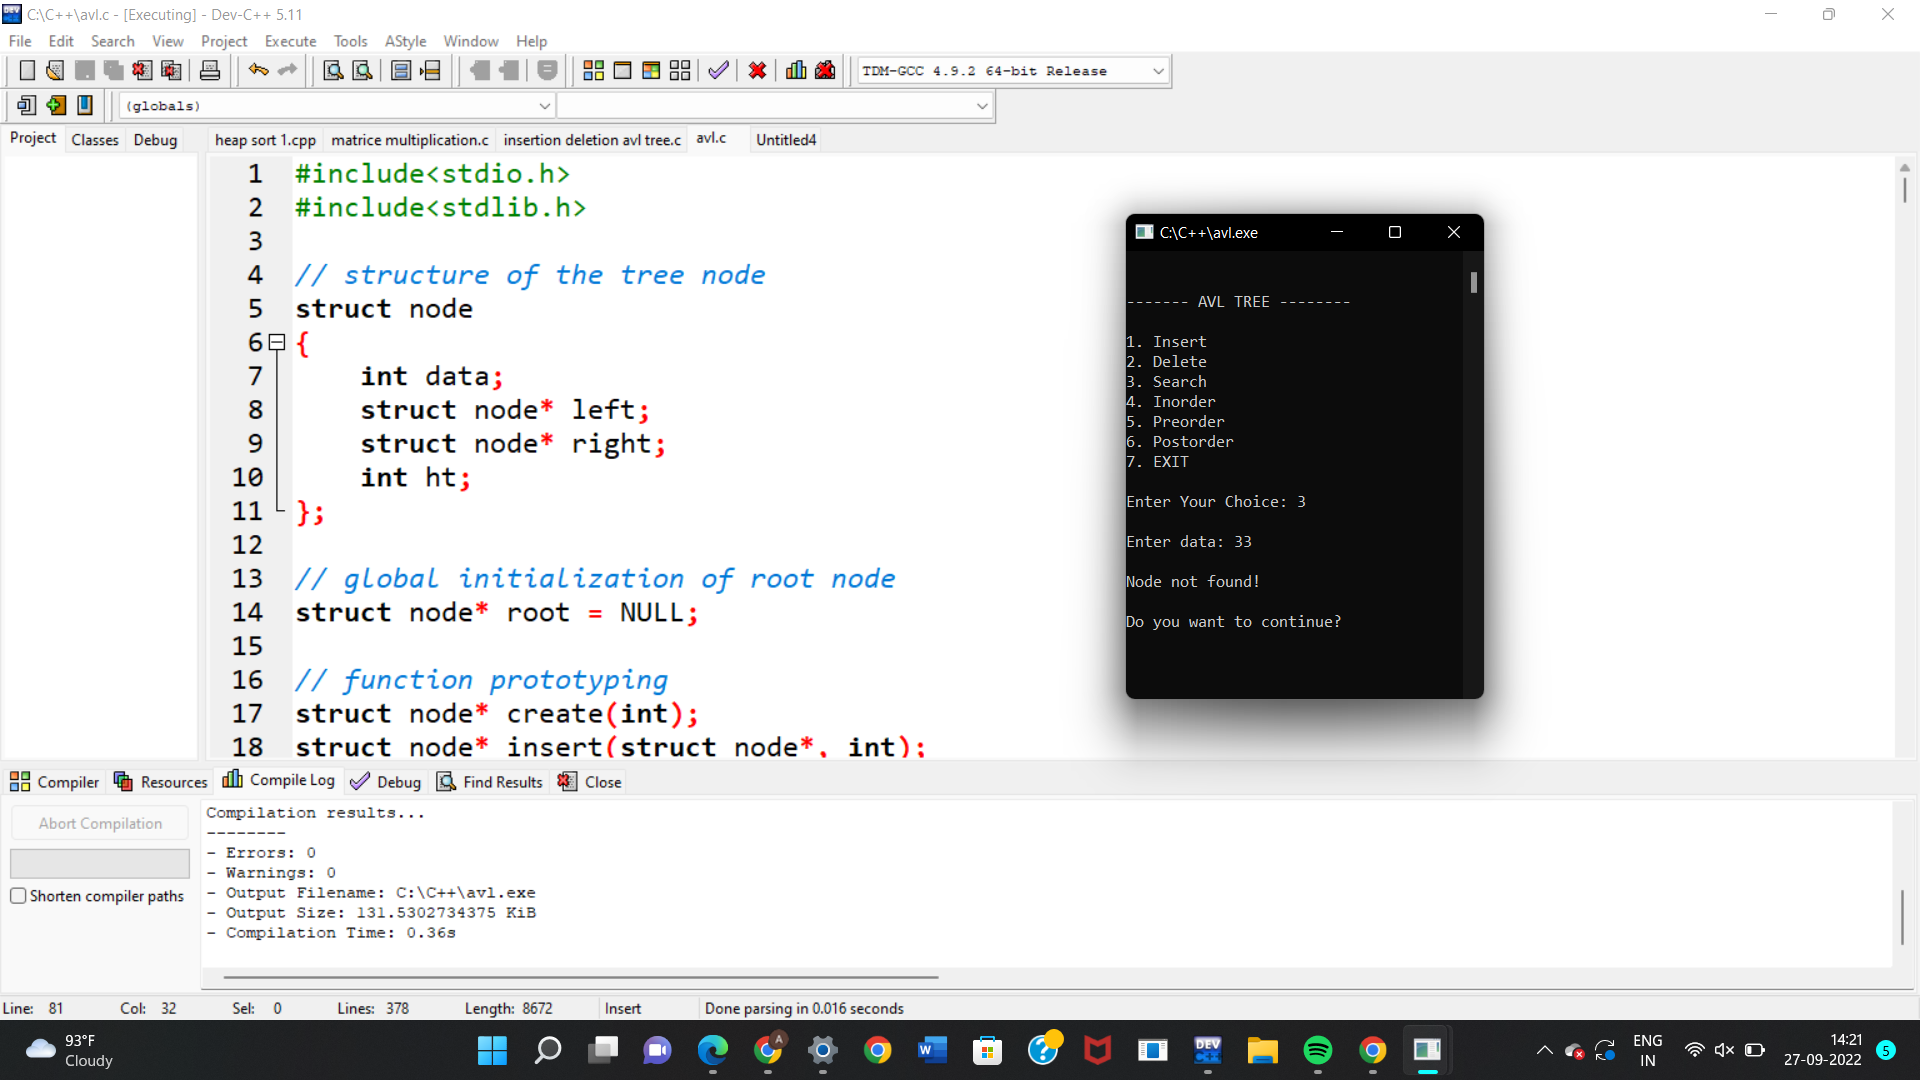 C:\C++\avl.c - [Executing] - Dev-C++ 5.11
File Edit Search View Project Execute Tools AStyle Window Help
TDM-GCC 4.9.2 64-bit Release
(globals)
Project Classes Debug
heap sort 1.cpp matrice multiplication.c insertion deletion avl tree.c avl.c Untitled4
1 #include<stdio.h>
2 #include<stdlib.h>
3
4 // structure of the tree node
5 struct node
6 {
7 int data;
8 struct node* left;
9 struct node* right;
10 int ht;
11 };
12
13 // global initialization of root node
14 struct node* root = NULL;
15
16 // function prototyping
17 struct node* create(int);
18 struct node* insert(struct node*, int);
C:\C++\avl.exe
------- AVL TREE --------
1. Insert
2. Delete
3. Search
4. Inorder
5. Preorder
6. Postorder
7. EXIT
Enter Your Choice: 3
Enter data: 33
Node not found!
Do you want to continue?
Compiler Resources Compile Log Debug Find Results Close
Abort Compilation
Shorten compiler paths
Compilation results...
--------
- Errors: 0
- Warnings: 0
- Output Filename: C:\C++\avl.exe
- Output Size: 131.5302734375 KiB
- Compilation Time: 0.36s
Line: 81 Col: 32 Sel: 0 Lines: 378 Length: 8672 Insert Done parsing in 0.016 seconds
93°F
Cloudy
A
W
DEV
C++
ENG
IN
14:21
27-09-2022
5